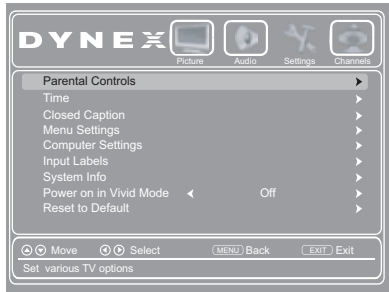 DYNEX
Picture Audio Settings Channels
Parental Controls
Time
Closed Caption
Menu Settings
Computer Settings
Input Labels
System Info
Power on in Vivid Mode Off
Reset to Default
Move Select MENU Back EXIT Exit
Set various TV options